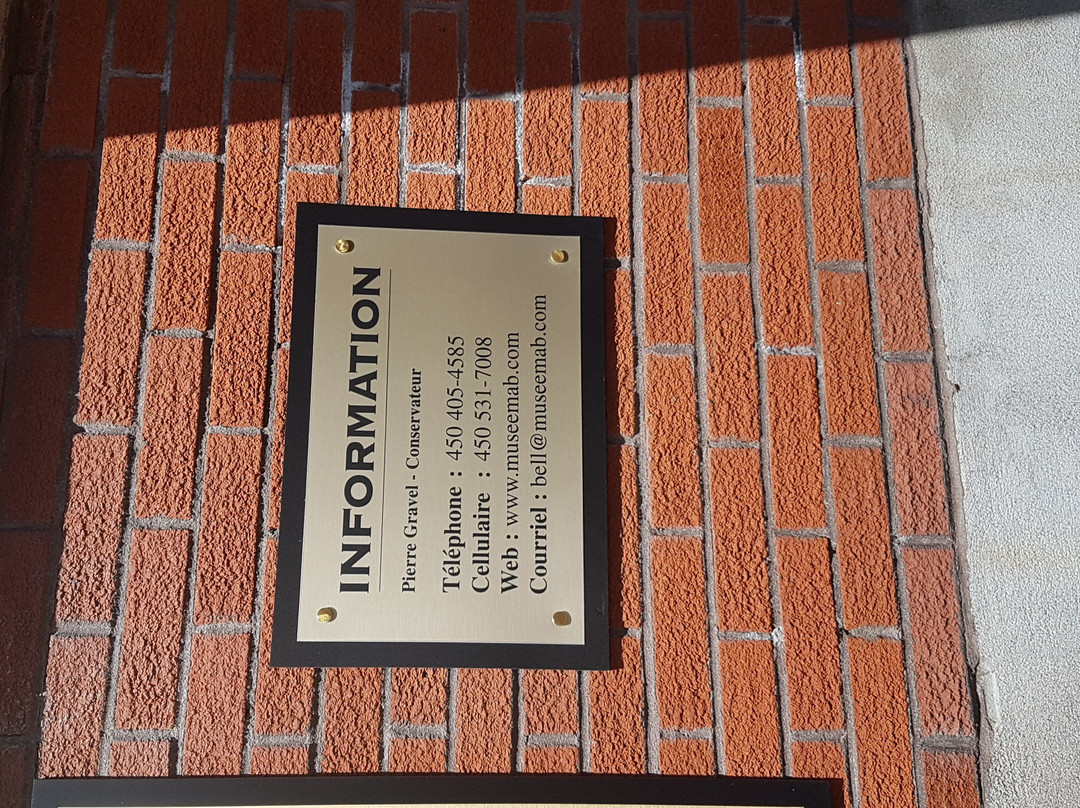 INFORMATION
Pierre Gravel - Conservateur
Téléphone : 450 405-4585
Cellulaire : 450 531-7008
Web : www.museemab.com
Courriel : bell@museemab.com